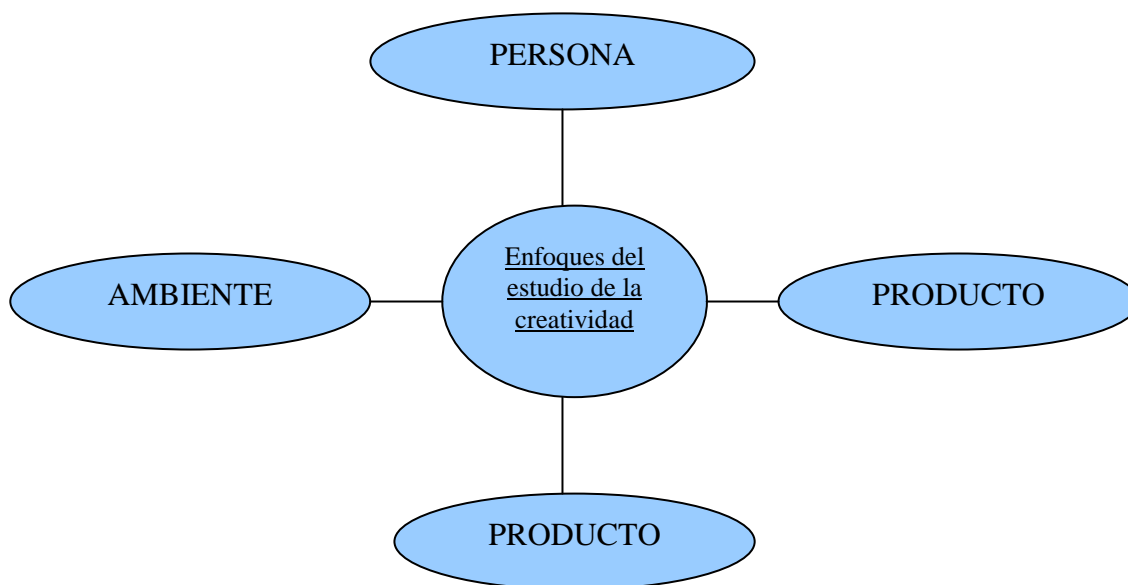 PERSONA
Enfoques del
estudio de la
creatividad
AMBIENTE
PRODUCTO
PRODUCTO